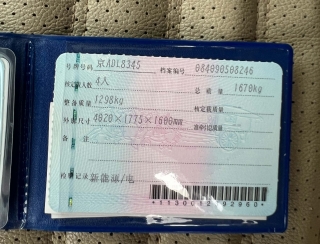 号牌号码 京ADL8345 档案编号 084090508246
核定载人数 4人 总质量 1670kg
整备质量 1298kg 核定载质量
外廓尺寸 4020×1775×1600mm
备注
检验记录 新能源/电